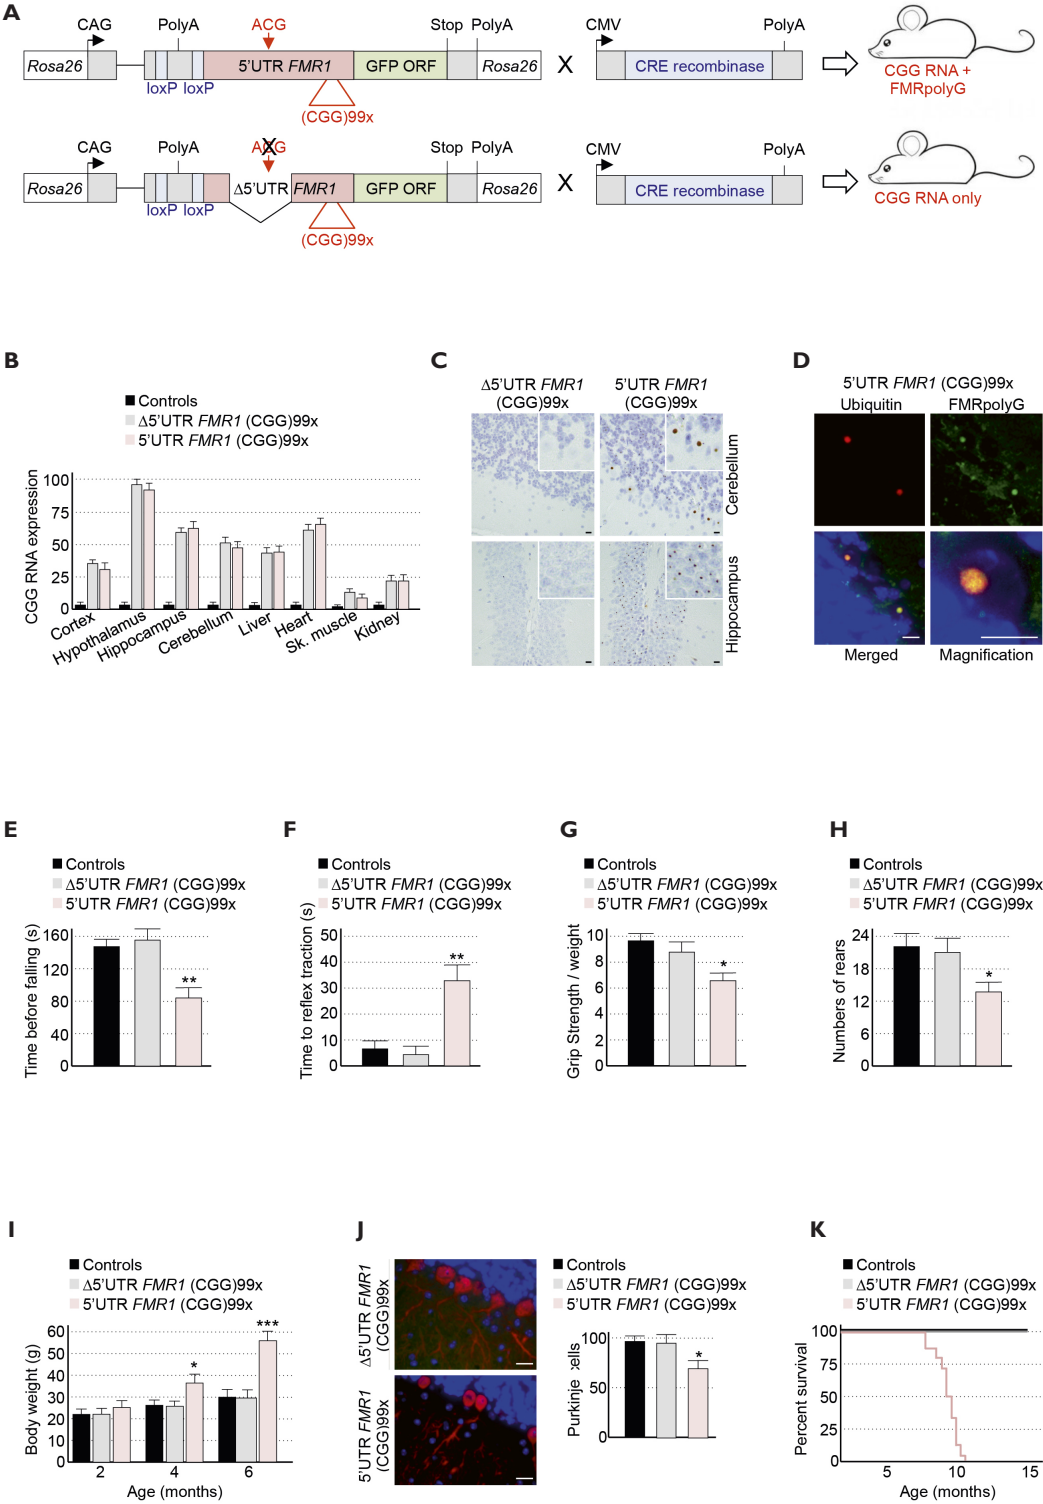 A
CAG PolyA ACG Stop PolyA CMV PolyA
Rosa26 5'UTR FMR1 GFP ORF Rosa26 X CRE recombinase
loxP loxP
(CGG)99x
CGG RNA +
FMRpolyG
CAG PolyA ACG Stop PolyA CMV PolyA
X
Rosa26 Δ5'UTR FMR1 GFP ORF Rosa26 X CRE recombinase
loxP loxP
(CGG)99x
CGG RNA only
B
Controls
Δ5'UTR FMR1 (CGG)99x
5'UTR FMR1 (CGG)99x
CGG RNA expression
100
75
50
25
0
Cortex
Hypothalamus
Hippocampus
Cerebellum
Liver
Heart
Sk. muscle
Kidney
C
Δ5'UTR FMR1
(CGG)99x
5'UTR FMR1
(CGG)99x
Cerebellum
Hippocampus
D
5'UTR FMR1 (CGG)99x
Ubiquitin FMRpolyG
Merged Magnification
E
Controls
Δ5'UTR FMR1 (CGG)99x
5'UTR FMR1 (CGG)99x
Time before falling (s)
160
120
80
40
0
**
F
Controls
Δ5'UTR FMR1 (CGG)99x
5'UTR FMR1 (CGG)99x
Time to reflex traction (s)
50
40
30
20
10
0
**
G
Controls
Δ5'UTR FMR1 (CGG)99x
5'UTR FMR1 (CGG)99x
Grip Strength / weight
10
8
6
4
2
0
*
H
Controls
Δ5'UTR FMR1 (CGG)99x
5'UTR FMR1 (CGG)99x
Numbers of rears
24
18
12
6
0
*
I
Controls
Δ5'UTR FMR1 (CGG)99x
5'UTR FMR1 (CGG)99x
Body weight (g)
60
50
40
30
20
10
0
*
***
2 4 6
Age (months)
J
Δ5'UTR FMR1
(CGG)99x
5'UTR FMR1
(CGG)99x
Controls
Δ5'UTR FMR1 (CGG)99x
5'UTR FMR1 (CGG)99x
Purkinje :ells
100
50
0
*
K
Controls
Δ5'UTR FMR1 (CGG)99x
5'UTR FMR1 (CGG)99x
Percent survival
100
75
50
25
0
5 10 15
Age (months)